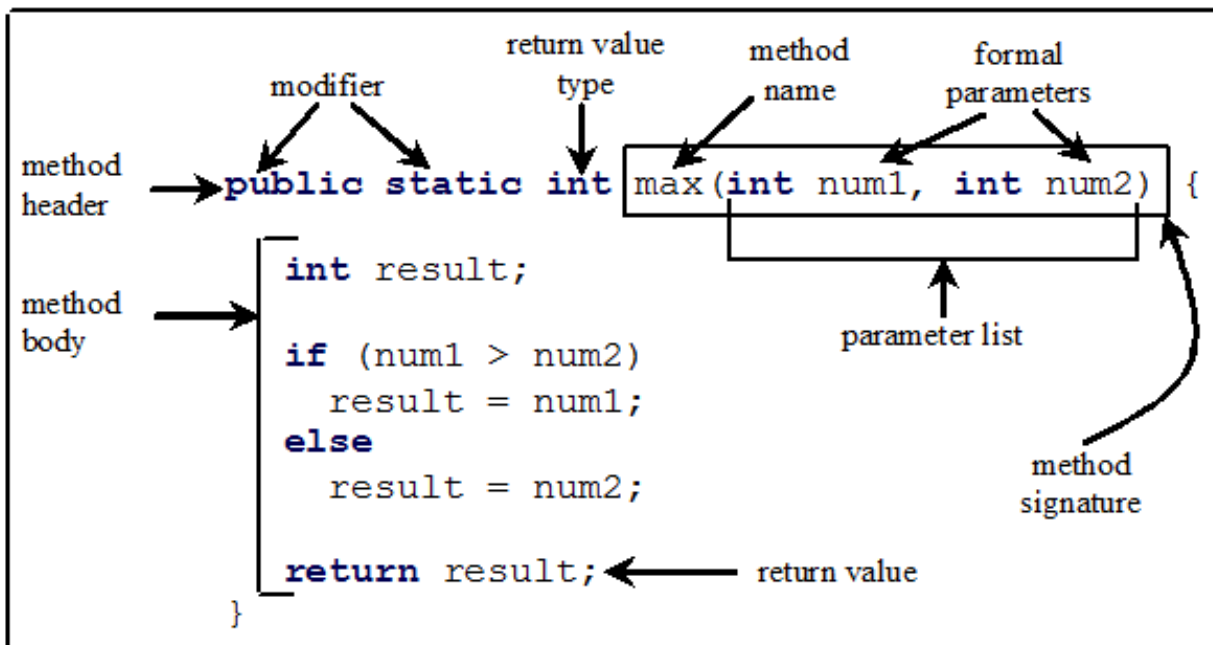 return value
type
method
name
formal
parameters
modifier
method
header
public static int max(int num1, int num2) {
int result;
method
body
parameter list
if (num1 > num2)
result = num1;
else
result = num2;
method
signature
return result;
return value
}